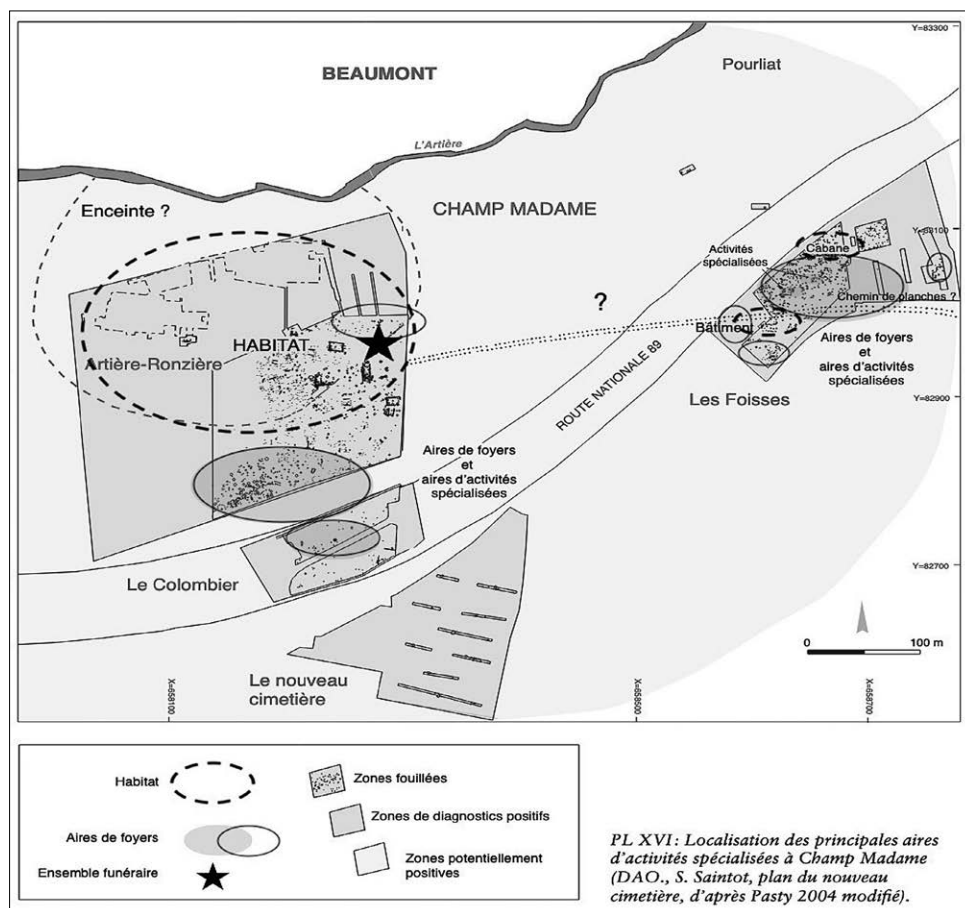 Y=83300
Pourliat
BEAUMONT
L'Artière
Enceinte ?
CHAMP MADAME
Activités
spécialisées
Cabane
Chemin de planches ?
?
Bâtiment
HABITAT
Artière-Ronzière
Aires de foyers
et
aires d'activités
spécialisées
ROUTE NATIONALE 89
Les Foisses
Y=82900
Aires de foyers
et
aires d'activités
spécialisées
Y=82700
Le Colombier
0 100 m
Le nouveau
cimetière
X=658100
X=658500
X=658700
Habitat
Aires de foyers
Ensemble funéraire
Zones fouillées
Zones de diagnostics positifs
Zones potentiellement
positives
PL XVI : Localisation des principales aires
d'activités spécialisées à Champ Madame
(DAO., S. Saintot, plan du nouveau
cimetière, d'après Pasty 2004 modifié).